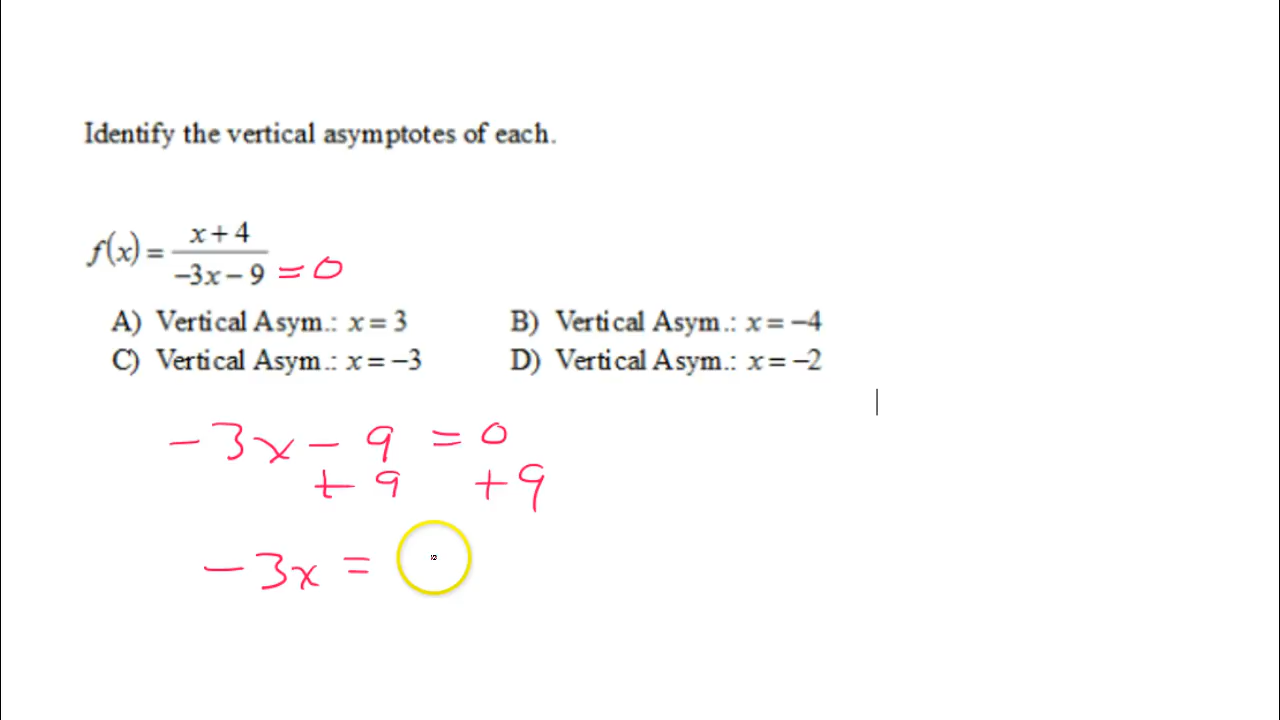 Identify the vertical asymptotes of each.
f(x) = x + 4 / −3x − 9 = 0
A) Vertical Asym.: x = 3 B) Vertical Asym.: x = −4
C) Vertical Asym.: x = −3 D) Vertical Asym.: x = −2
−3x − 9 = 0
+ 9 + 9
−3x =